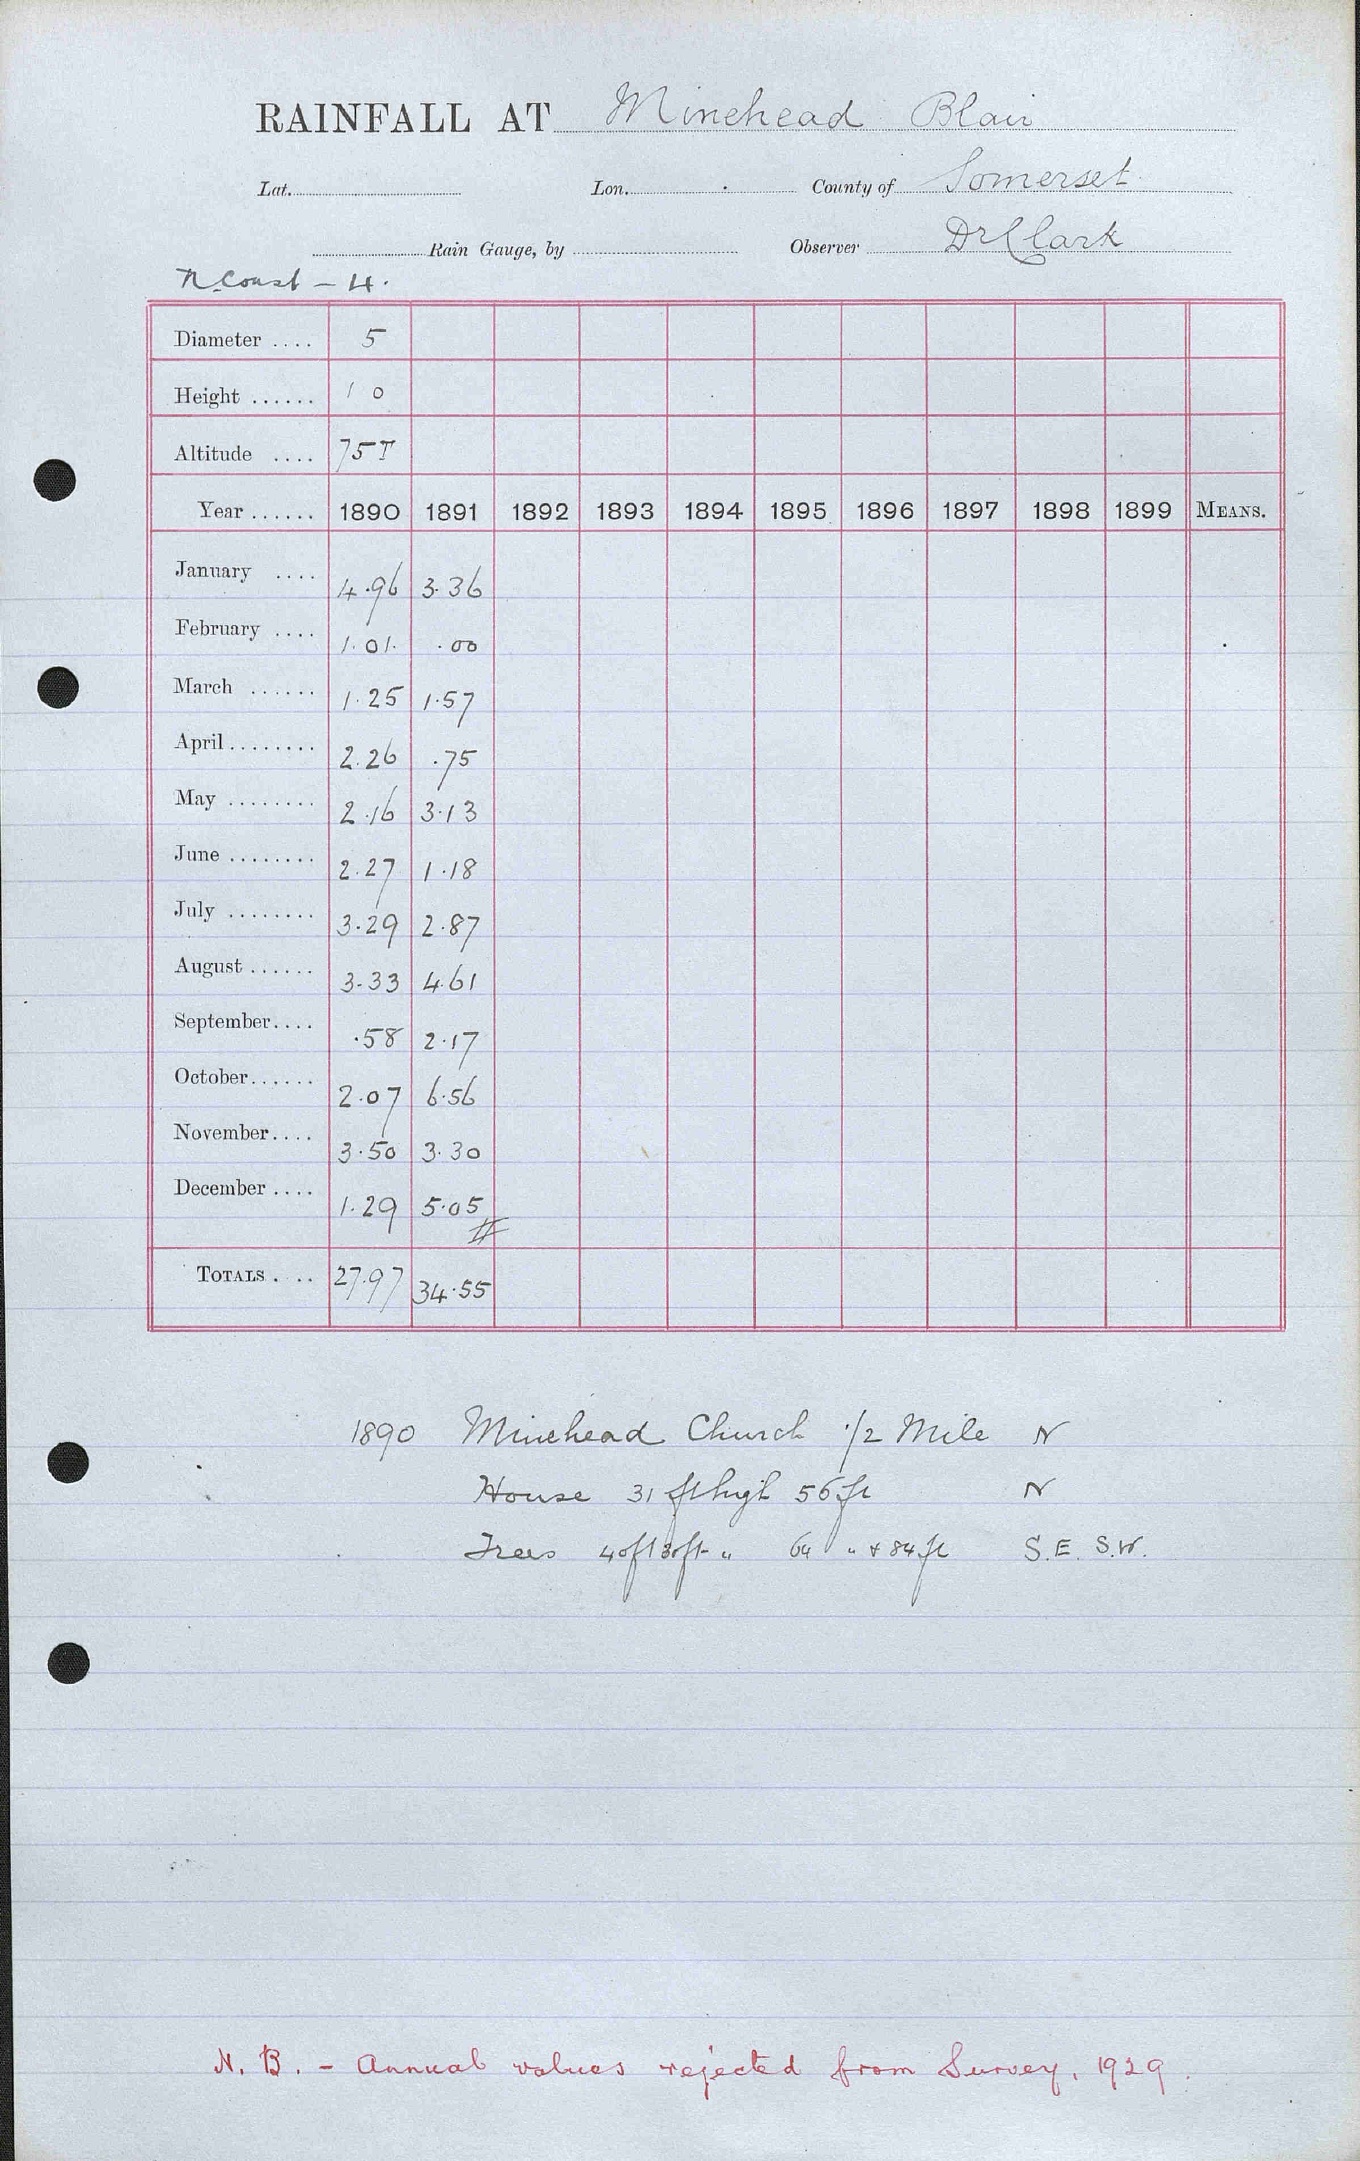 RAINFALL AT Minehead Blair
Lat. Lon. County of Somerset
Rain Gauge, by Observer Dr Clark
N. Coast - 4.
Diameter .... 5
Height ...... 1 0
Altitude .... 75T
Year ...... 1890 1891 1892 1893 1894 1895 1896 1897 1898 1899 MEANS.
January .... 4.96 3.36
February .... 1.01. .00
March ...... 1.25 1.57
April ........ 2.26 .75
May ........ 2.16 3.13
June ........ 2.27 1.18
July ........ 3.29 2.87
August ...... 3.33 4.61
September .... .58 2.17
October ...... 2.07 6.56
November .... 3.50 3.30
December .... 1.29 5.05
TOTALS .... 27.97 34.55
1890 Minehead Church 1/2 Mile N
House 31 ft high 56 ft N
Trees 40ft 30ft " 64 " + 84 ft S.E. S.W.
N. B. - Annual values rejected from Survey, 1929.